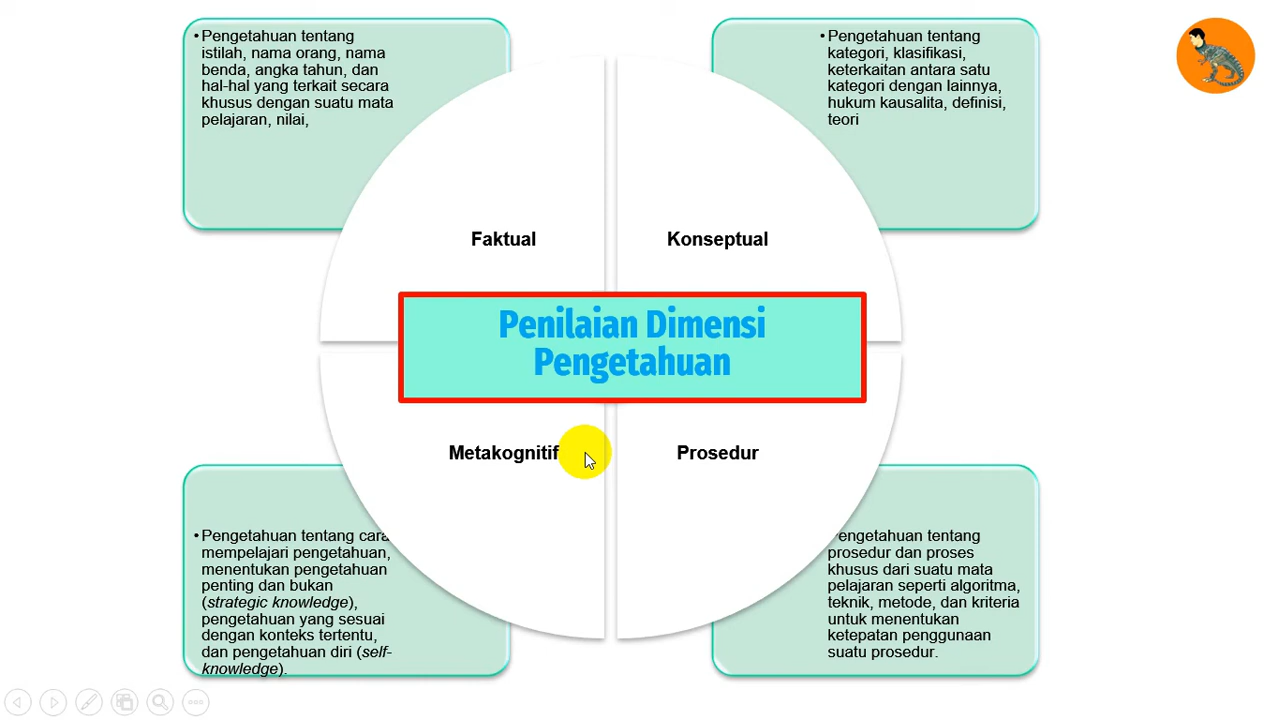 • Pengetahuan tentang
istilah, nama orang, nama
benda, angka tahun, dan
hal-hal yang terkait secara
khusus dengan suatu mata
pelajaran, nilai,
• Pengetahuan tentang
kategori, klasifikasi,
keterkaitan antara satu
kategori dengan lainnya,
hukum kausalita, definisi,
teori
Faktual
Konseptual
Penilaian Dimensi
Pengetahuan
Metakognitif
Prosedur
• Pengetahuan tentang cara
mempelajari pengetahuan,
menentukan pengetahuan
penting dan bukan
(strategic knowledge),
pengetahuan yang sesuai
dengan konteks tertentu,
dan pengetahuan diri (self-
knowledge).
Pengetahuan tentang
prosedur dan proses
khusus dari suatu mata
pelajaran seperti algoritma,
teknik, metode, dan kriteria
untuk menentukan
ketepatan penggunaan
suatu prosedur.